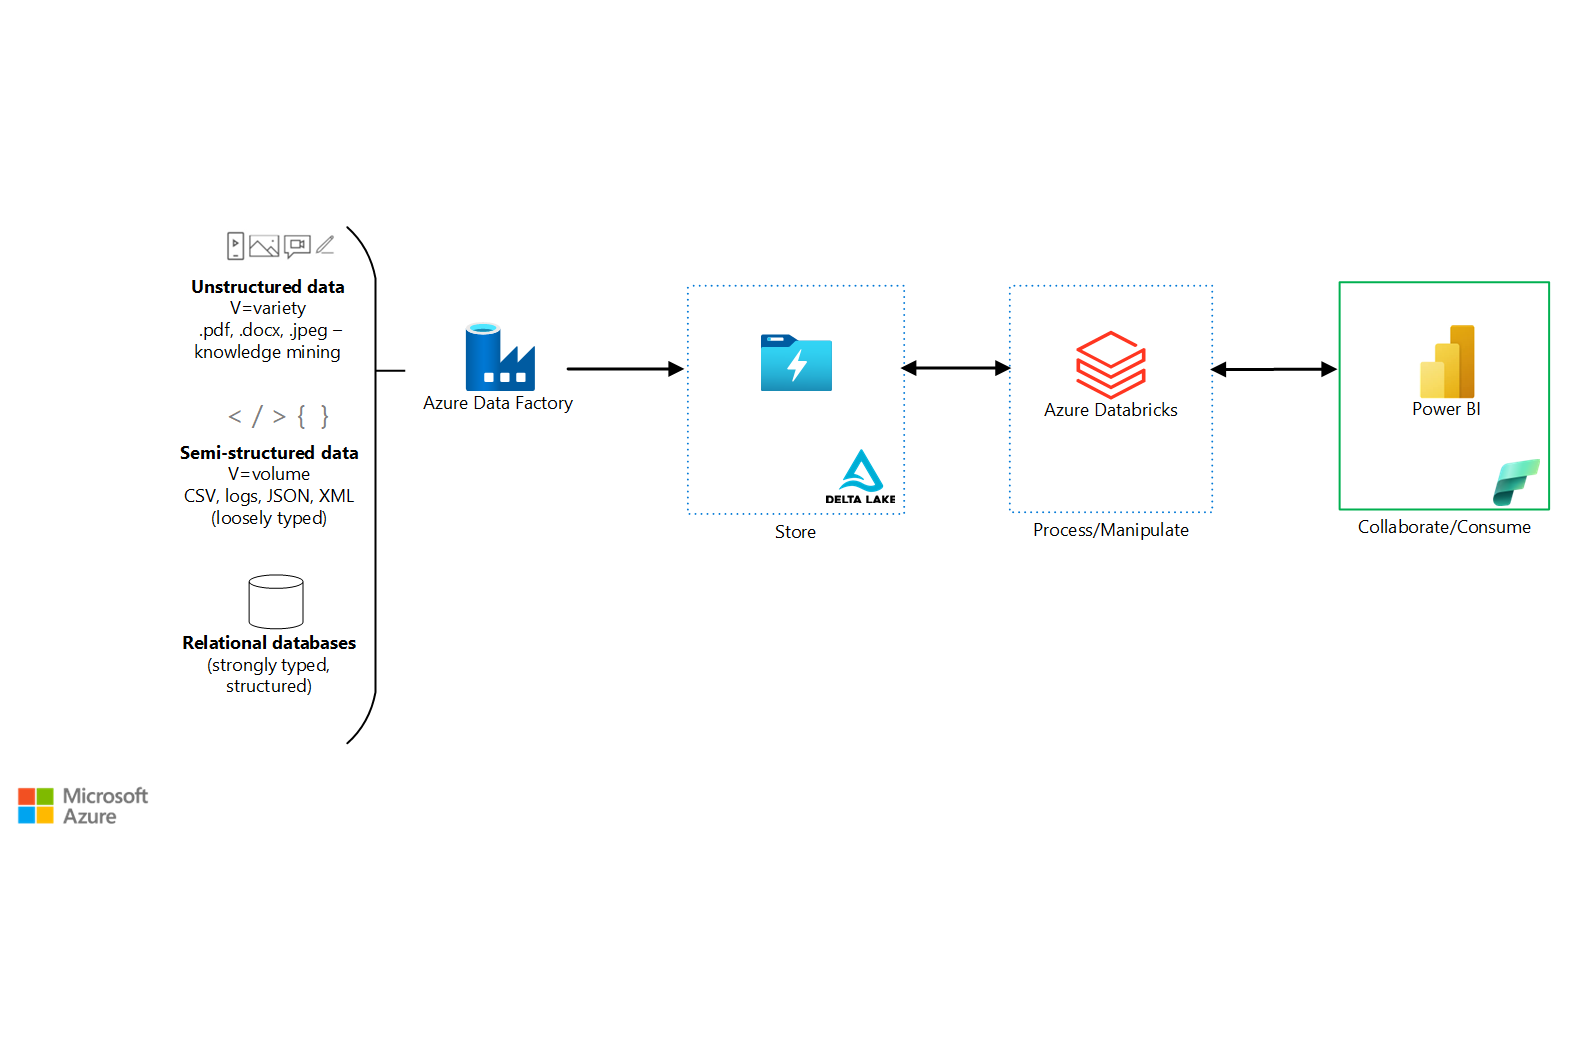 Unstructured data
V=variety
.pdf, .docx, .jpeg –
knowledge mining
< / > { }
Semi-structured data
V=volume
CSV, logs, JSON, XML
(loosely typed)
Relational databases
(strongly typed,
structured)
Azure Data Factory
DELTA LAKE
Store
Azure Databricks
Process/Manipulate
Power BI
Collaborate/Consume
Microsoft
Azure